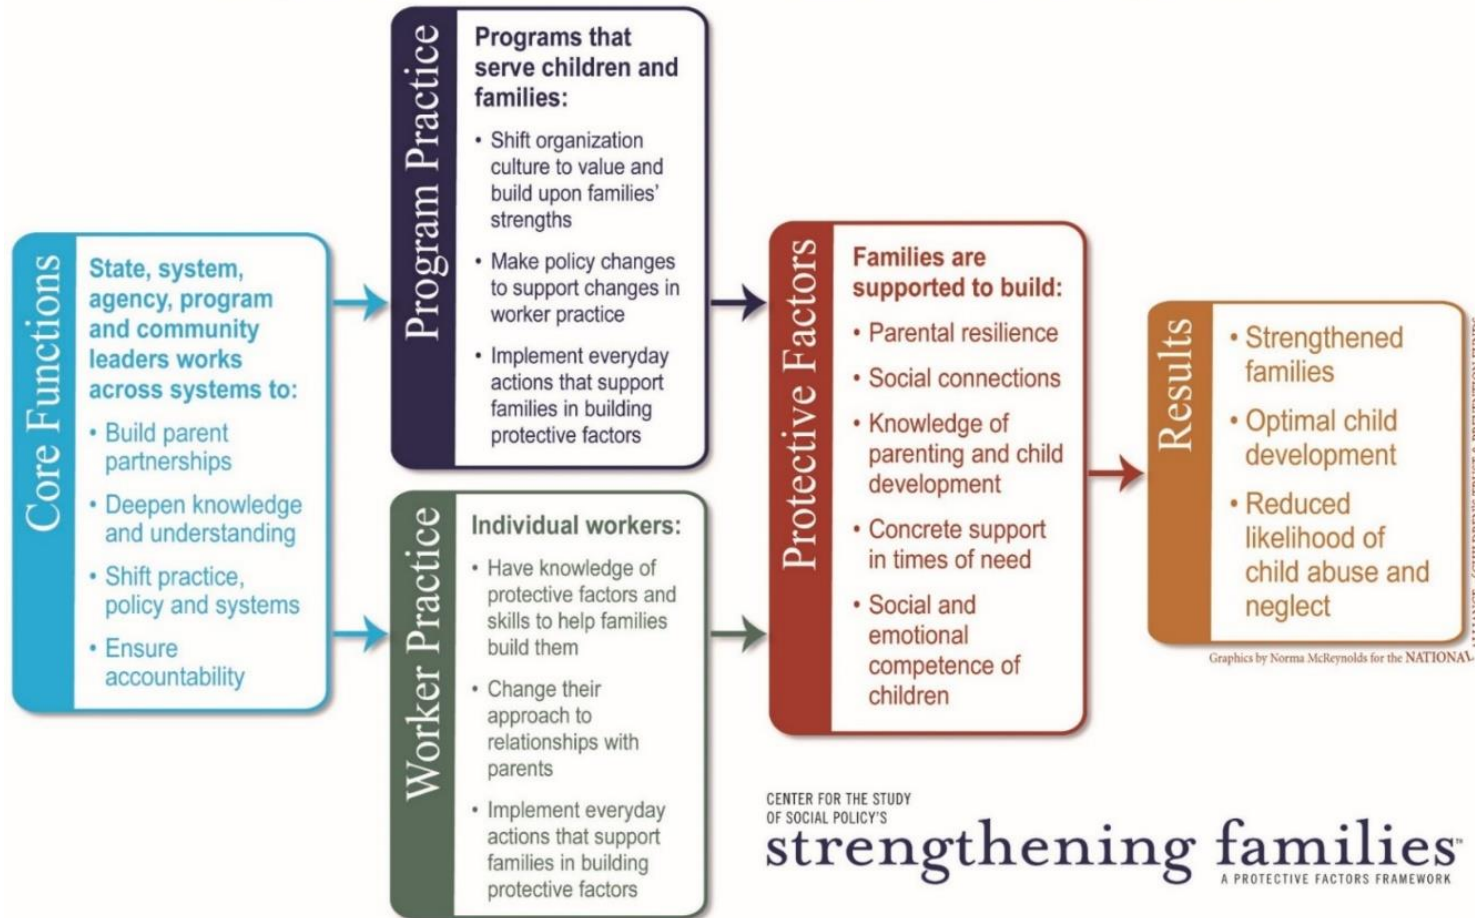 Core Functions
State, system,
agency, program
and community
leaders works
across systems to:
• Build parent
partnerships
• Deepen knowledge
and understanding
• Shift practice,
policy and systems
• Ensure
accountability
Program Practice
Programs that
serve children and
families:
• Shift organization
culture to value and
build upon families'
strengths
• Make policy changes
to support changes in
worker practice
• Implement everyday
actions that support
families in building
protective factors
Worker Practice
Individual workers:
• Have knowledge of
protective factors and
skills to help families
build them
• Change their
approach to
relationships with
parents
• Implement everyday
actions that support
families in building
protective factors
Protective Factors
Families are
supported to build:
• Parental resilience
• Social connections
• Knowledge of
parenting and child
development
• Concrete support
in times of need
• Social and
emotional
competence of
children
Results
• Strengthened
families
• Optimal child
development
• Reduced
likelihood of
child abuse and
neglect
Graphics by Norma McReynolds for the NATIONAL
CENTER FOR THE STUDY
OF SOCIAL POLICY'S
strengthening families™
A PROTECTIVE FACTORS FRAMEWORK